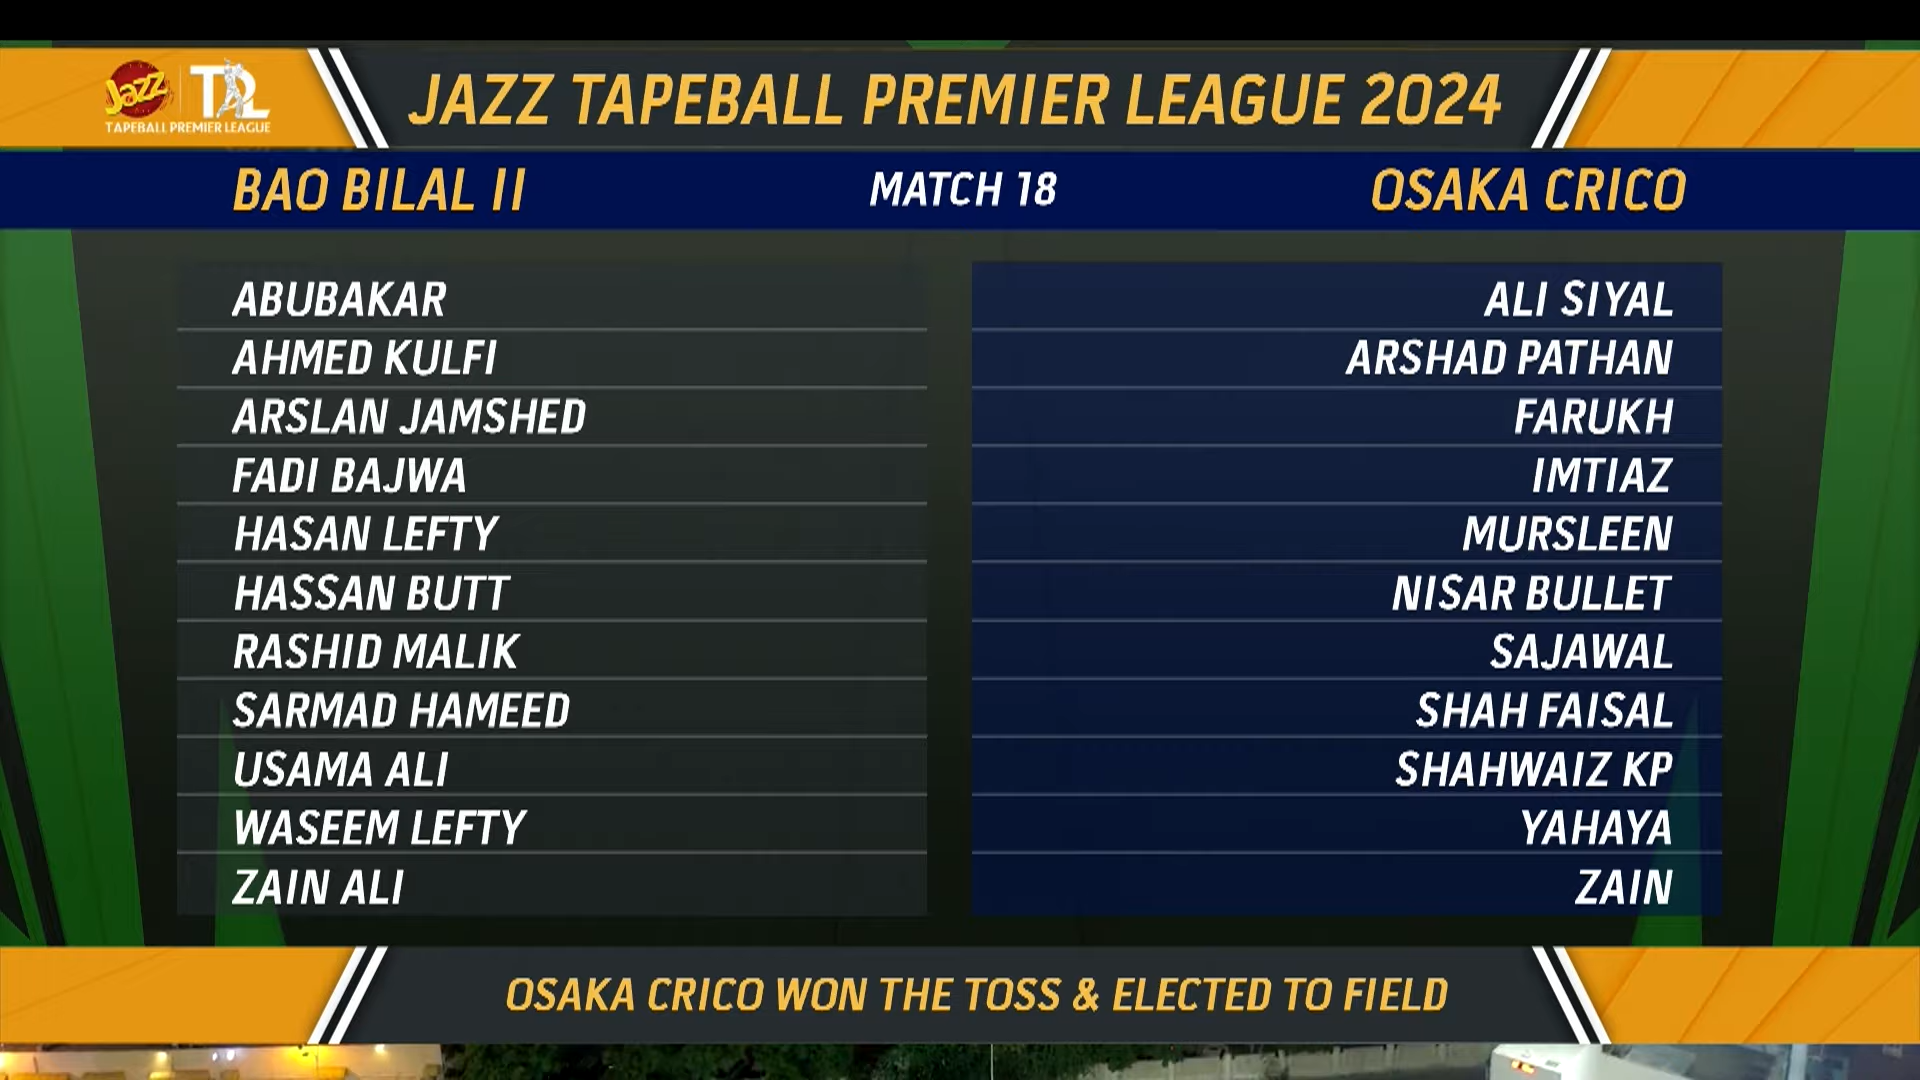 Jazz TPL
TAPEBALL PREMIER LEAGUE
JAZZ TAPEBALL PREMIER LEAGUE 2024
BAO BILAL II MATCH 18 OSAKA CRICO
ABUBAKAR ALI SIYAL
AHMED KULFI ARSHAD PATHAN
ARSLAN JAMSHED FARUKH
FADI BAJWA IMTIAZ
HASAN LEFTY MURSLEEN
HASSAN BUTT NISAR BULLET
RASHID MALIK SAJAWAL
SARMAD HAMEED SHAH FAISAL
USAMA ALI SHAHWAIZ KP
WASEEM LEFTY YAHAYA
ZAIN ALI ZAIN
OSAKA CRICO WON THE TOSS & ELECTED TO FIELD